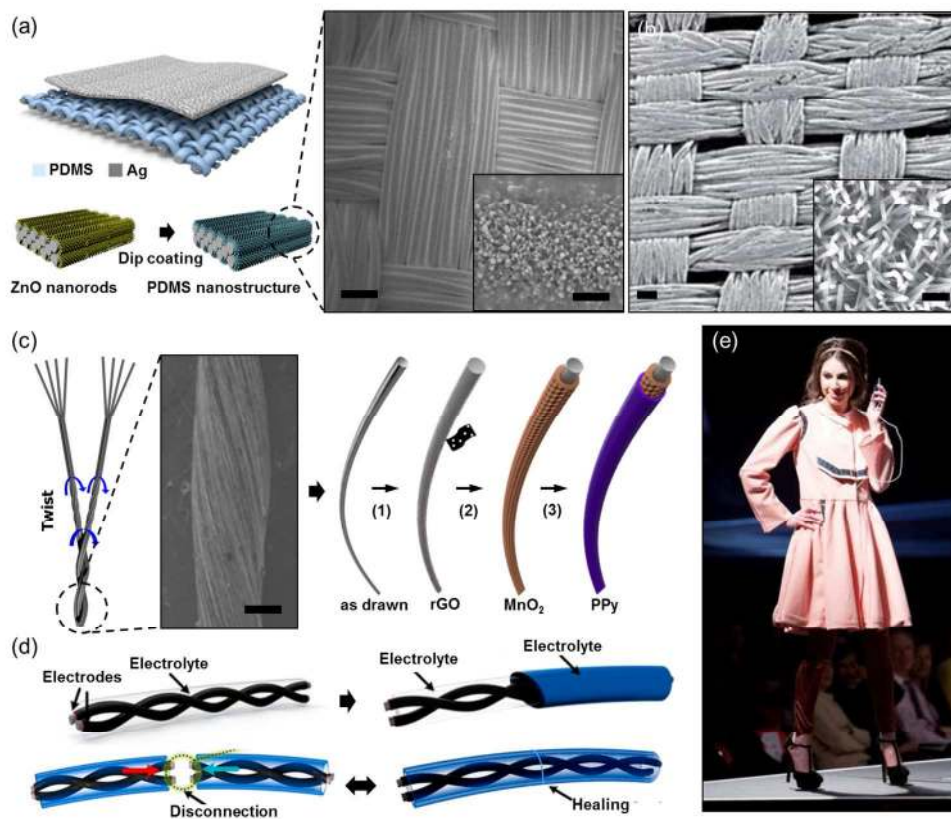 (a)
PDMS
Ag
Dip coating
ZnO nanorods
PDMS nanostructure
(b)
(c)
Twist
(1)
(2)
(3)
as drawn
rGO
MnO₂
PPy
(d)
Electrodes
Electrolyte
Electrolyte
Electrolyte
Disconnection
Healing
(e)